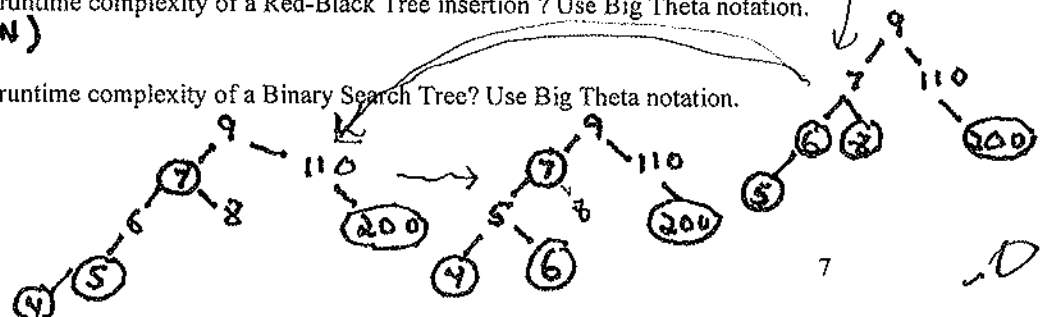 runtime complexity of a Red-Black Tree insertion ? Use Big Theta notation.
N)
runtime complexity of a Binary Search Tree? Use Big Theta notation.
9
7 110
6 8 200
5
4
9
7 110
5 8 200
4 6
9
7 110
6 8 200
5
7
-0